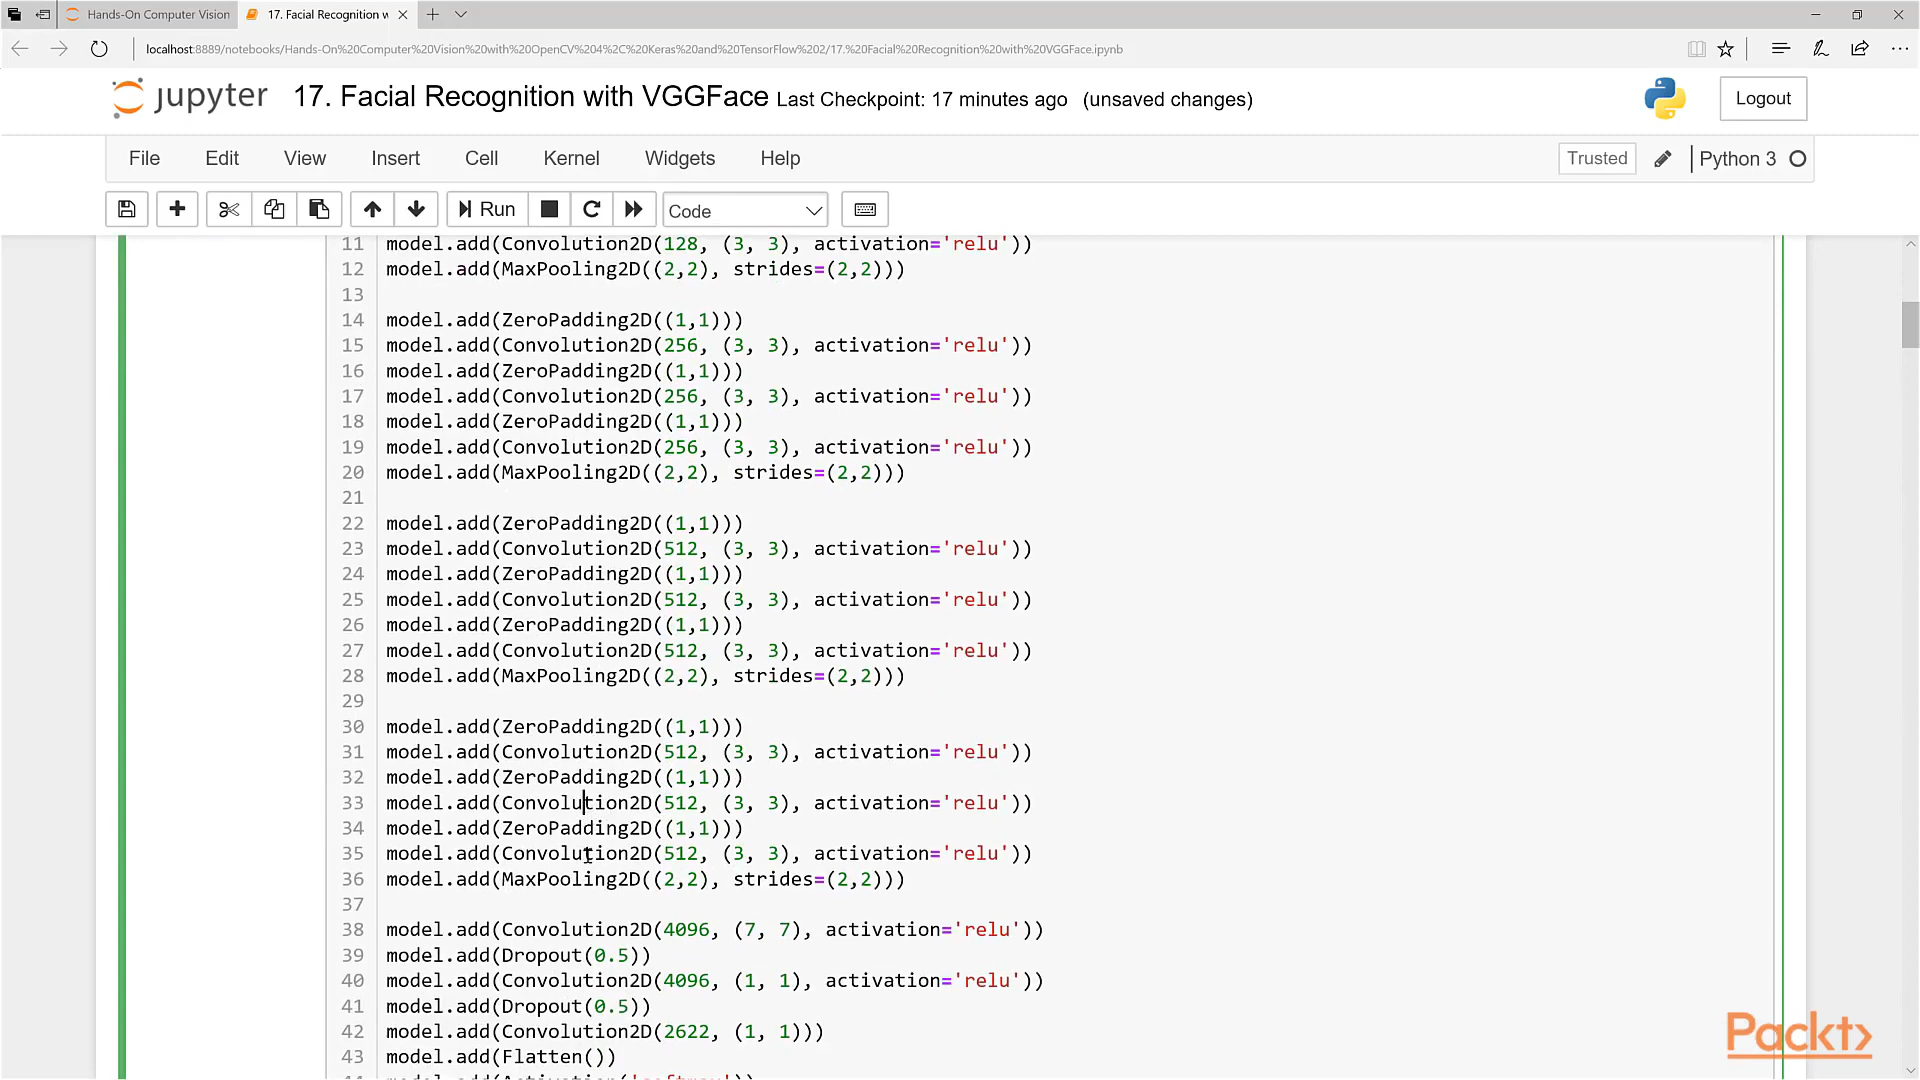 Hands-On Computer Vision
17. Facial Recognition w
localhost:8889/notebooks/Hands-On%20Computer%20Vision%20with%20OpenCV%204%2C%20Keras%20and%20TensorFlow%202/17.%20Facial%20Recognition%20with%20VGGFace.ipynb
jupyter 17. Facial Recognition with VGGFace Last Checkpoint: 17 minutes ago (unsaved changes)
Logout
File Edit View Insert Cell Kernel Widgets Help
Trusted
Python 3
Run
Code
11 model.add(Convolution2D(128, (3, 3), activation='relu'))
12 model.add(MaxPooling2D((2,2), strides=(2,2)))
13
14 model.add(ZeroPadding2D((1,1)))
15 model.add(Convolution2D(256, (3, 3), activation='relu'))
16 model.add(ZeroPadding2D((1,1)))
17 model.add(Convolution2D(256, (3, 3), activation='relu'))
18 model.add(ZeroPadding2D((1,1)))
19 model.add(Convolution2D(256, (3, 3), activation='relu'))
20 model.add(MaxPooling2D((2,2), strides=(2,2)))
21
22 model.add(ZeroPadding2D((1,1)))
23 model.add(Convolution2D(512, (3, 3), activation='relu'))
24 model.add(ZeroPadding2D((1,1)))
25 model.add(Convolution2D(512, (3, 3), activation='relu'))
26 model.add(ZeroPadding2D((1,1)))
27 model.add(Convolution2D(512, (3, 3), activation='relu'))
28 model.add(MaxPooling2D((2,2), strides=(2,2)))
29
30 model.add(ZeroPadding2D((1,1)))
31 model.add(Convolution2D(512, (3, 3), activation='relu'))
32 model.add(ZeroPadding2D((1,1)))
33 model.add(Convolution2D(512, (3, 3), activation='relu'))
34 model.add(ZeroPadding2D((1,1)))
35 model.add(Convolution2D(512, (3, 3), activation='relu'))
36 model.add(MaxPooling2D((2,2), strides=(2,2)))
37
38 model.add(Convolution2D(4096, (7, 7), activation='relu'))
39 model.add(Dropout(0.5))
40 model.add(Convolution2D(4096, (1, 1), activation='relu'))
41 model.add(Dropout(0.5))
42 model.add(Convolution2D(2622, (1, 1)))
43 model.add(Flatten())
Packt>